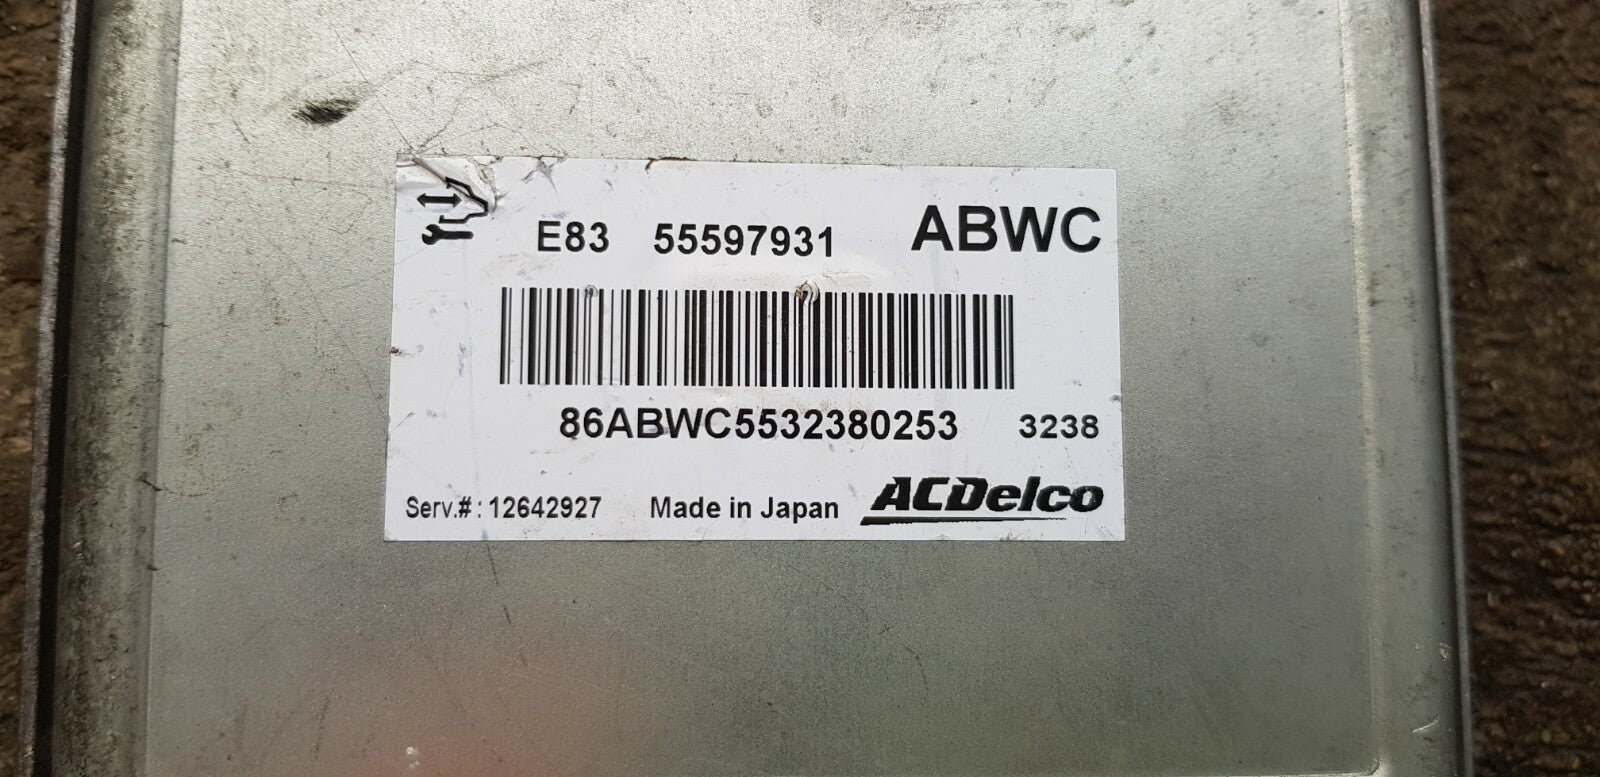 E83 55597931 ABWC
86ABWC5532380253 3238
Serv.#: 12642927 Made in Japan ACDelco